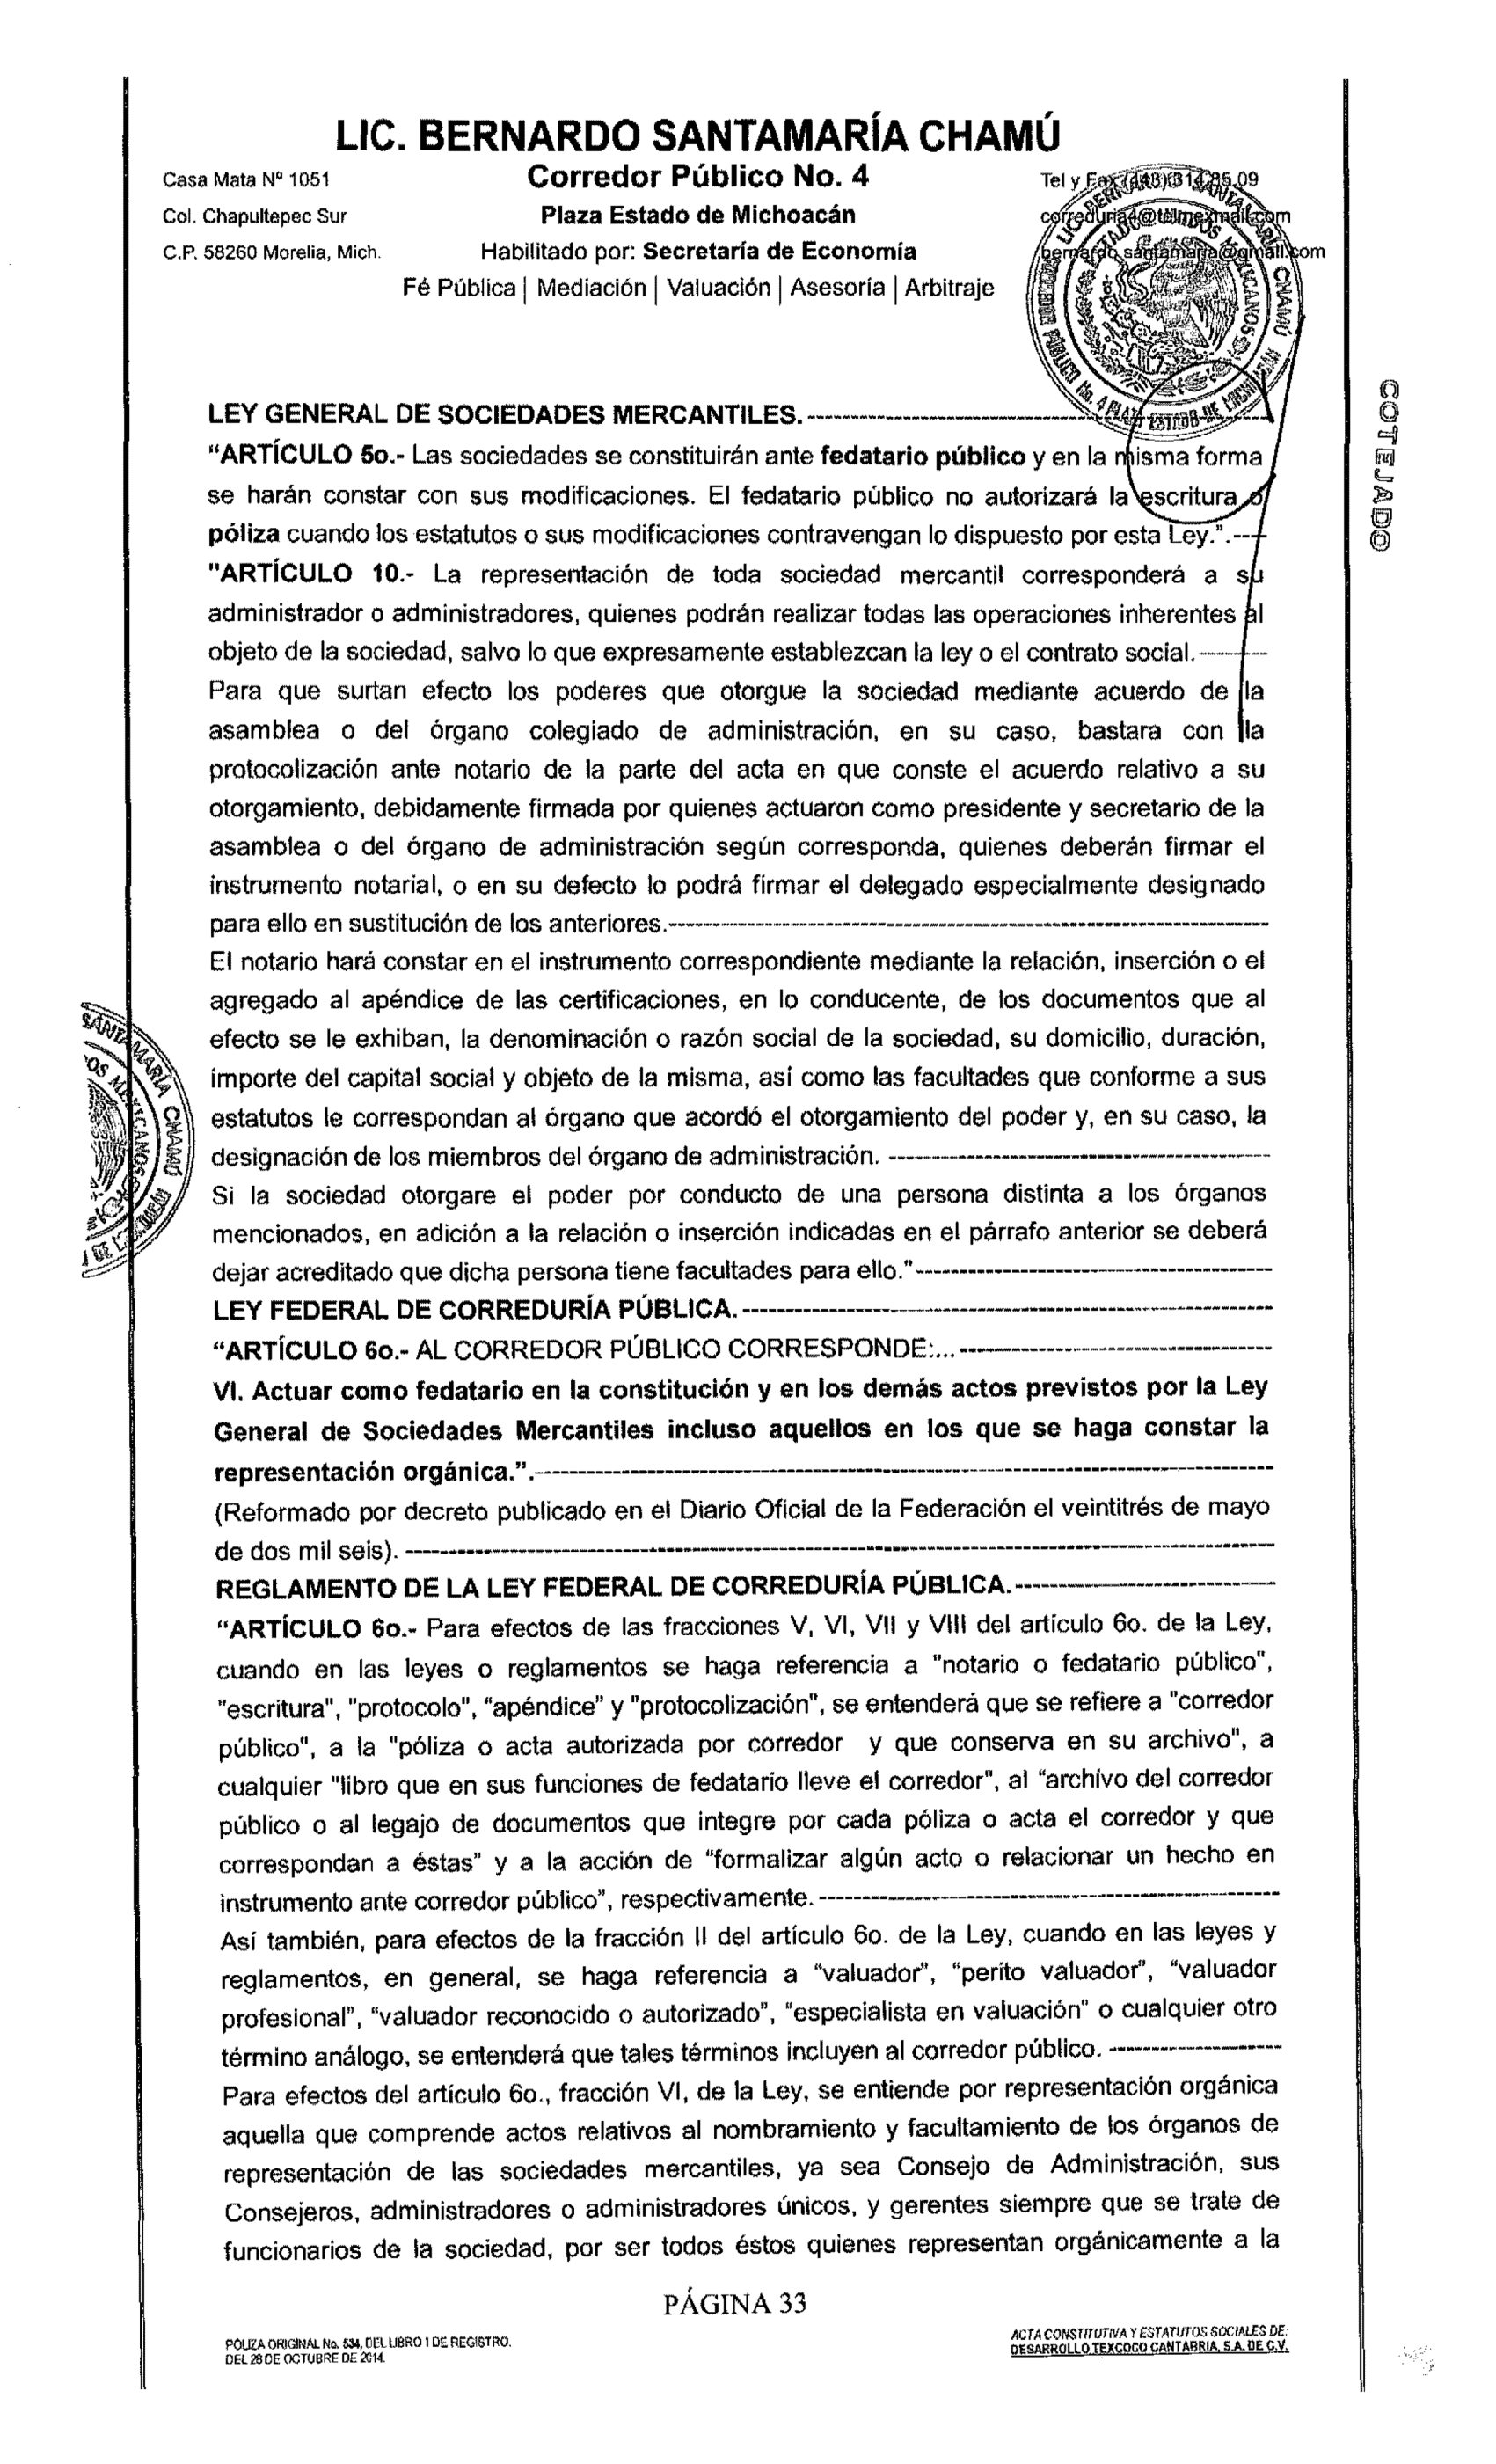 LIC. BERNARDO SANTAMARÍA CHAMÚ
Casa Mata Nº 1051
Corredor Público No. 4
Tel y Fax (443)314.85.09
Col. Chapultepec Sur
Plaza Estado de Michoacán
correduria4@telmexmail.com
C.P. 58260 Morelia, Mich.
Habilitado por: Secretaría de Economía
bernardo.santamaria@gmail.com
Fé Pública | Mediación | Valuación | Asesoría | Arbitraje
COTEJADO
LEY GENERAL DE SOCIEDADES MERCANTILES.
“ARTÍCULO 5o.- Las sociedades se constituirán ante fedatario público y en la misma forma
se harán constar con sus modificaciones. El fedatario público no autorizará la escritura o
póliza cuando los estatutos o sus modificaciones contravengan lo dispuesto por esta Ley.”.
"ARTÍCULO 10.- La representación de toda sociedad mercantil corresponderá a su
administrador o administradores, quienes podrán realizar todas las operaciones inherentes al
objeto de la sociedad, salvo lo que expresamente establezcan la ley o el contrato social.
Para que surtan efecto los poderes que otorgue la sociedad mediante acuerdo de la
asamblea o del órgano colegiado de administración, en su caso, bastara con la
protocolización ante notario de la parte del acta en que conste el acuerdo relativo a su
otorgamiento, debidamente firmada por quienes actuaron como presidente y secretario de la
asamblea o del órgano de administración según corresponda, quienes deberán firmar el
instrumento notarial, o en su defecto lo podrá firmar el delegado especialmente designado
para ello en sustitución de los anteriores.
El notario hará constar en el instrumento correspondiente mediante la relación, inserción o el
agregado al apéndice de las certificaciones, en lo conducente, de los documentos que al
efecto se le exhiban, la denominación o razón social de la sociedad, su domicilio, duración,
importe del capital social y objeto de la misma, así como las facultades que conforme a sus
estatutos le correspondan al órgano que acordó el otorgamiento del poder y, en su caso, la
designación de los miembros del órgano de administración.
Si la sociedad otorgare el poder por conducto de una persona distinta a los órganos
mencionados, en adición a la relación o inserción indicadas en el párrafo anterior se deberá
dejar acreditado que dicha persona tiene facultades para ello."
LEY FEDERAL DE CORREDURÍA PÚBLICA.
“ARTÍCULO 6o.- AL CORREDOR PÚBLICO CORRESPONDE:...
VI. Actuar como fedatario en la constitución y en los demás actos previstos por la Ley
General de Sociedades Mercantiles incluso aquellos en los que se haga constar la
representación orgánica.”.
(Reformado por decreto publicado en el Diario Oficial de la Federación el veintitrés de mayo
de dos mil seis).
REGLAMENTO DE LA LEY FEDERAL DE CORREDURÍA PÚBLICA.
“ARTÍCULO 6o.- Para efectos de las fracciones V, VI, VII y VIII del artículo 6o. de la Ley,
cuando en las leyes o reglamentos se haga referencia a "notario o fedatario público",
"escritura", "protocolo", “apéndice” y "protocolización", se entenderá que se refiere a "corredor
público", a la "póliza o acta autorizada por corredor y que conserva en su archivo", a
cualquier "libro que en sus funciones de fedatario lleve el corredor", al “archivo del corredor
público o al legajo de documentos que integre por cada póliza o acta el corredor y que
correspondan a éstas” y a la acción de “formalizar algún acto o relacionar un hecho en
instrumento ante corredor público”, respectivamente.
Así también, para efectos de la fracción II del artículo 6o. de la Ley, cuando en las leyes y
reglamentos, en general, se haga referencia a “valuador”, “perito valuador”, “valuador
profesional”, “valuador reconocido o autorizado”, “especialista en valuación” o cualquier otro
término análogo, se entenderá que tales términos incluyen al corredor público.
Para efectos del artículo 6o., fracción VI, de la Ley, se entiende por representación orgánica
aquella que comprende actos relativos al nombramiento y facultamiento de los órganos de
representación de las sociedades mercantiles, ya sea Consejo de Administración, sus
Consejeros, administradores o administradores únicos, y gerentes siempre que se trate de
funcionarios de la sociedad, por ser todos éstos quienes representan orgánicamente a la
PÁGINA 33
POLIZA ORIGINAL No. 534, DEL LIBRO 1 DE REGISTRO.
DEL 28 DE OCTUBRE DE 2014.
ACTA CONSTITUTIVA Y ESTATUTOS SOCIALES DE:
DESARROLLO TEXCOCO CANTABRIA, S.A. DE C.V.